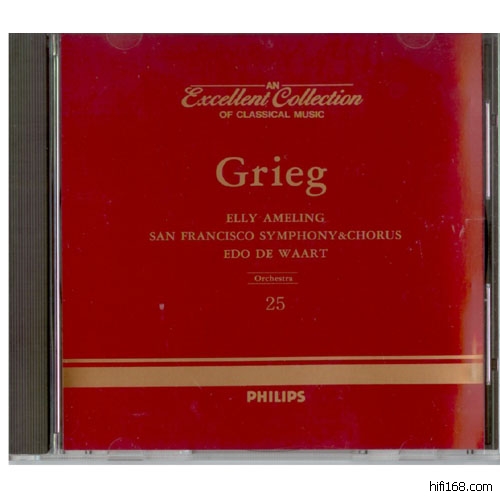 AN
Excellent Collection
OF CLASSICAL MUSIC
Grieg
ELLY AMELING
SAN FRANCISCO SYMPHONY&CHORUS
EDO DE WAART
Orchestra
25
PHILIPS
hifi168.com